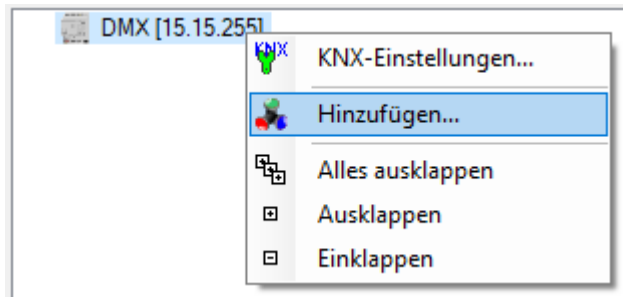 DMX [15.15.255]
KNX
KNX-Einstellungen...
Hinzufügen...
Alles ausklappen
Ausklappen
Einklappen